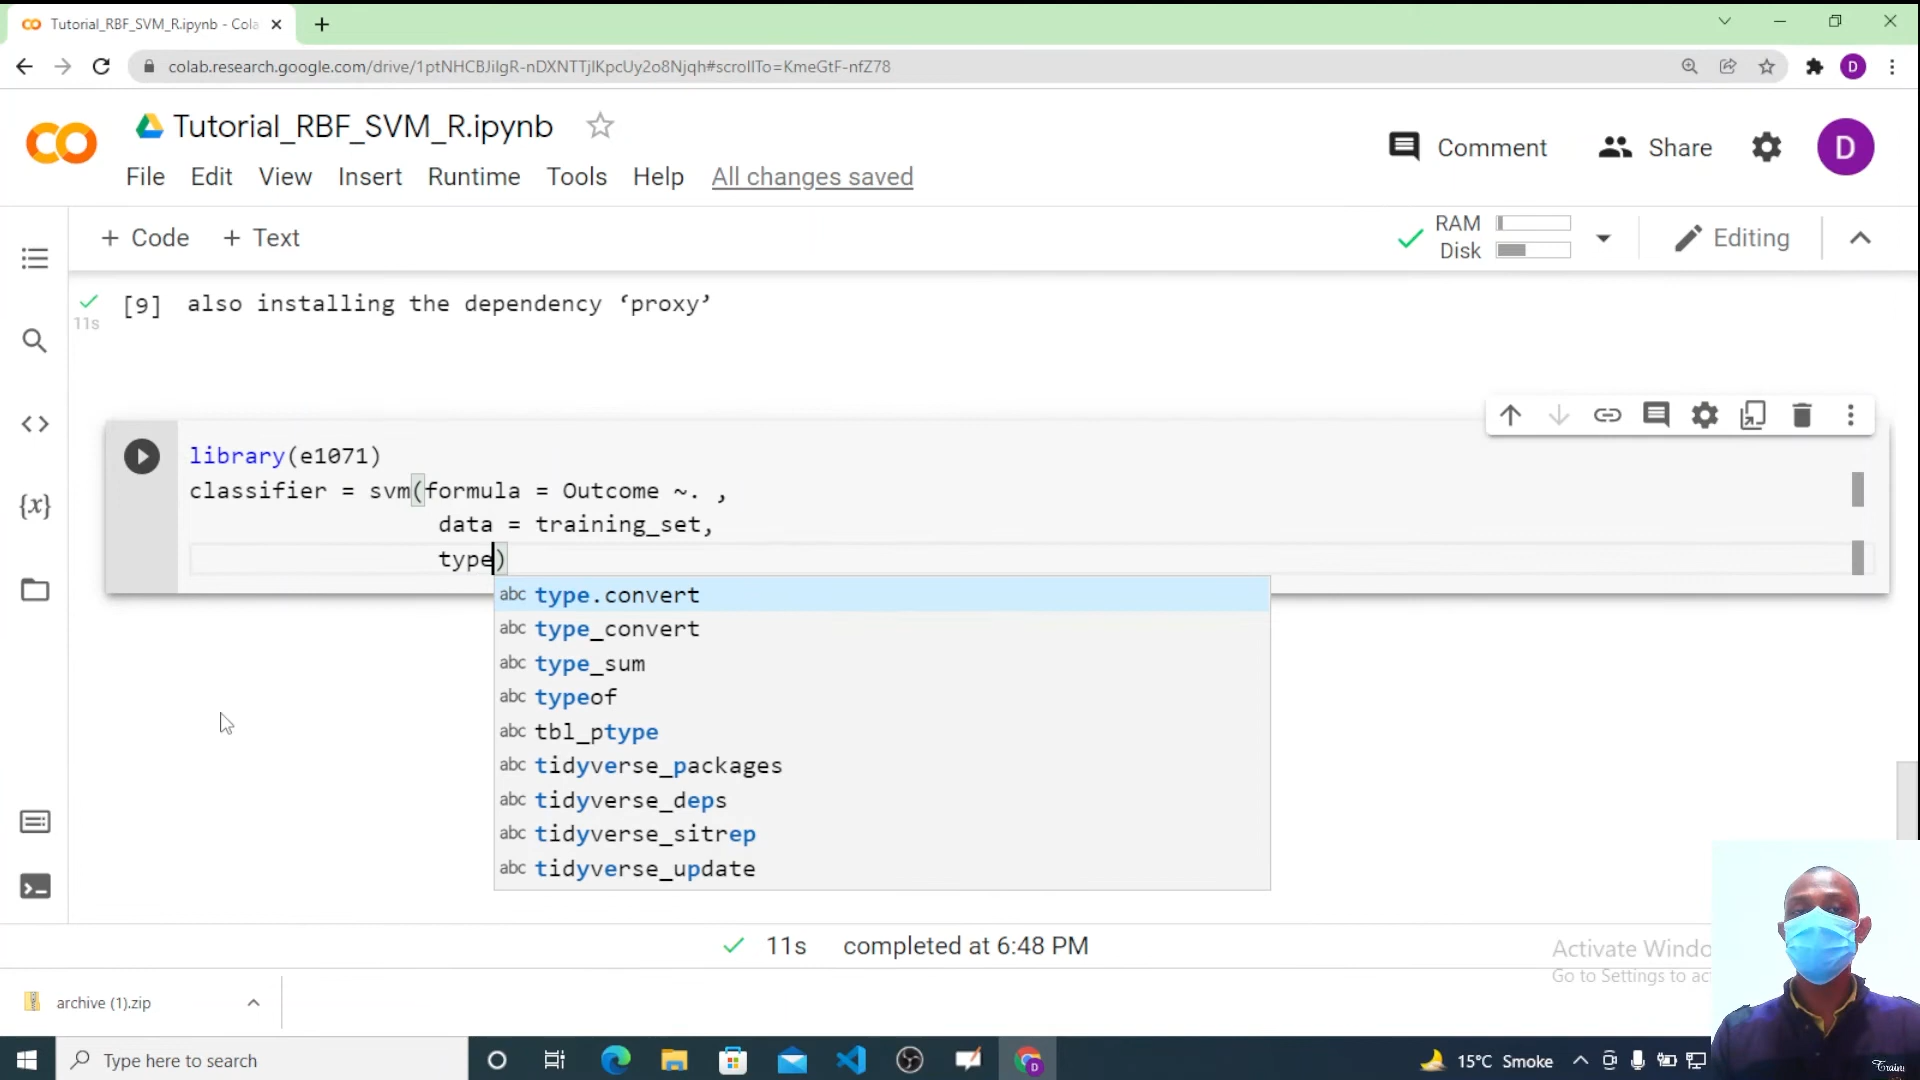 Tutorial_RBF_SVM_R.ipynb - Cola
colab.research.google.com/drive/1ptNHCBJiIgR-nDXNTTjlKpcUy2o8Njqh#scrollTo=KmeGtF-nfZ78
D
Tutorial_RBF_SVM_R.ipynb
Comment
Share
D
File Edit View Insert Runtime Tools Help All changes saved
+ Code + Text
RAM
Disk
Editing
[9] also installing the dependency ‘proxy’
11s
library(e1071)
classifier = svm(formula = Outcome ~. ,
data = training_set,
type)
abc type.convert
abc type_convert
abc type_sum
abc typeof
abc tbl_ptype
abc tidyverse_packages
abc tidyverse_deps
abc tidyverse_sitrep
abc tidyverse_update
{x}
11s completed at 6:48 PM
Activate Windo
Go to Settings to ac
archive (1).zip
Type here to search
D
15°C Smoke